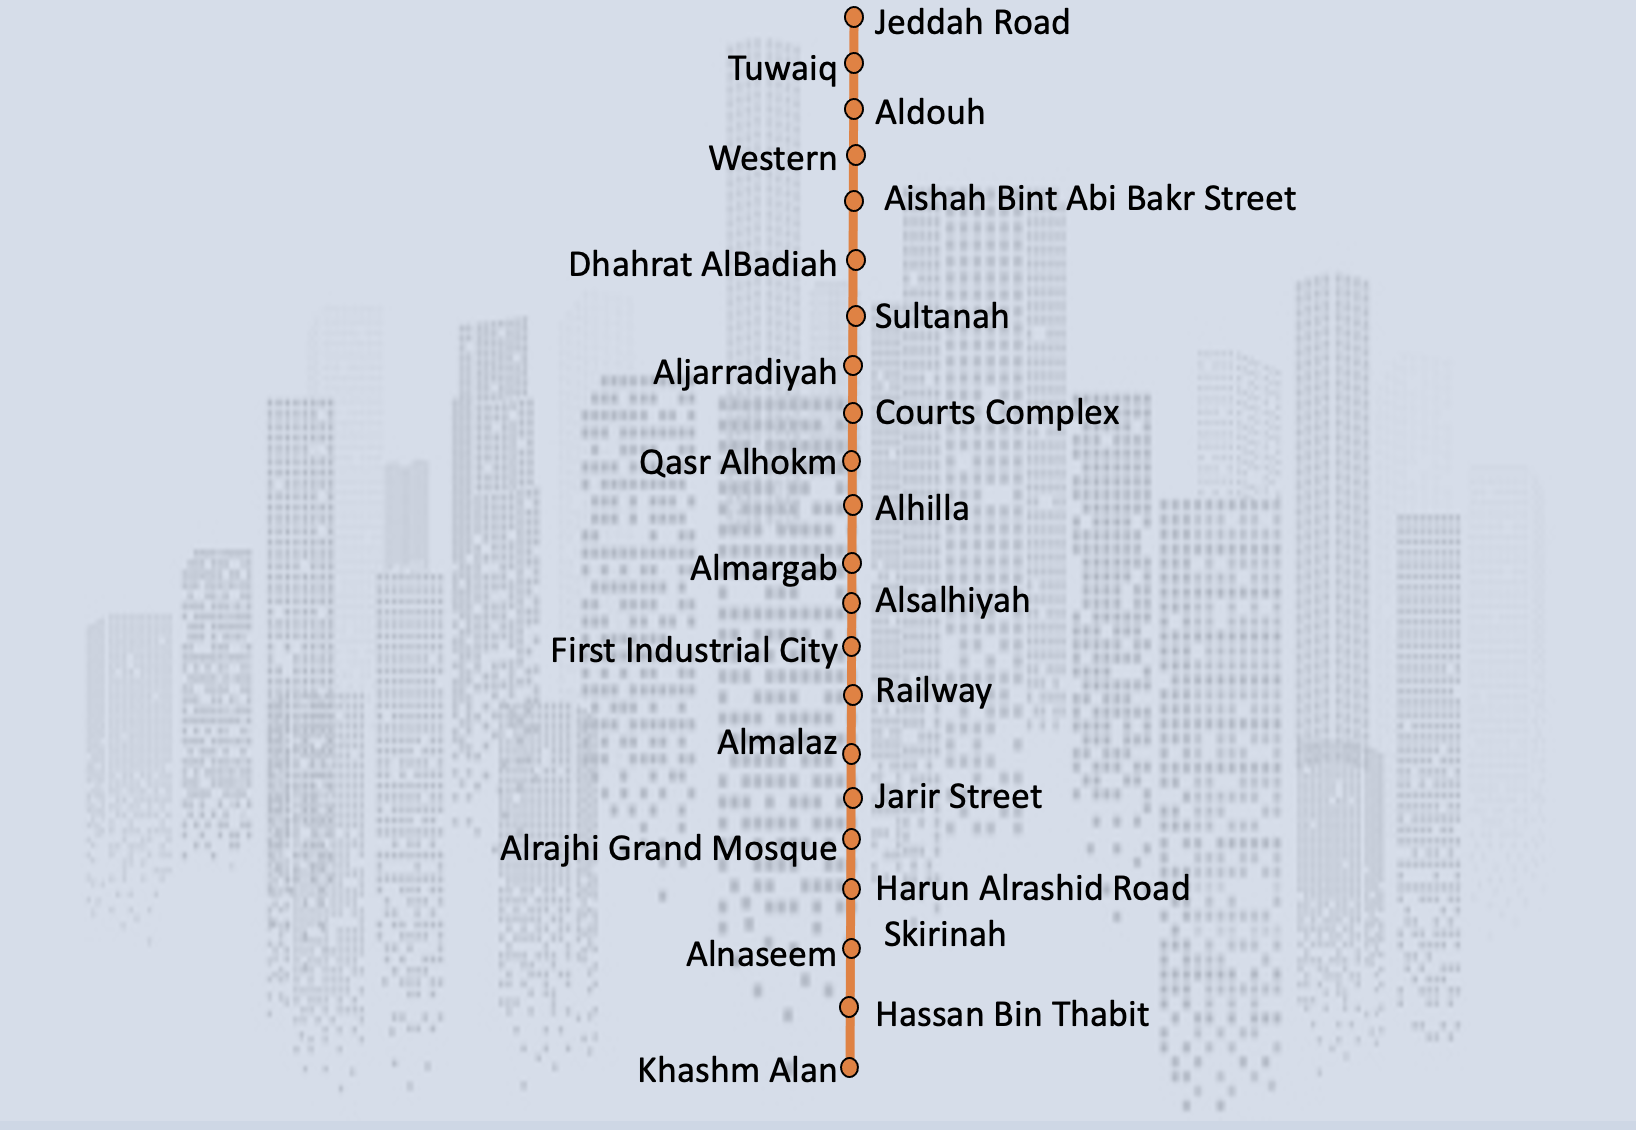 Jeddah Road
Tuwaiq
Aldouh
Western
Aishah Bint Abi Bakr Street
Dhahrat AlBadiah
Sultanah
Aljarradiyah
Courts Complex
Qasr Alhokm
Alhilla
Almargab
Alsalhiyah
First Industrial City
Railway
Almalaz
Jarir Street
Alrajhi Grand Mosque
Harun Alrashid Road
Skirinah
Alnaseem
Hassan Bin Thabit
Khashm Alan